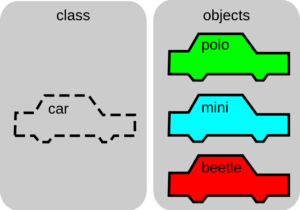 class
car
objects
polo
mini
beetle